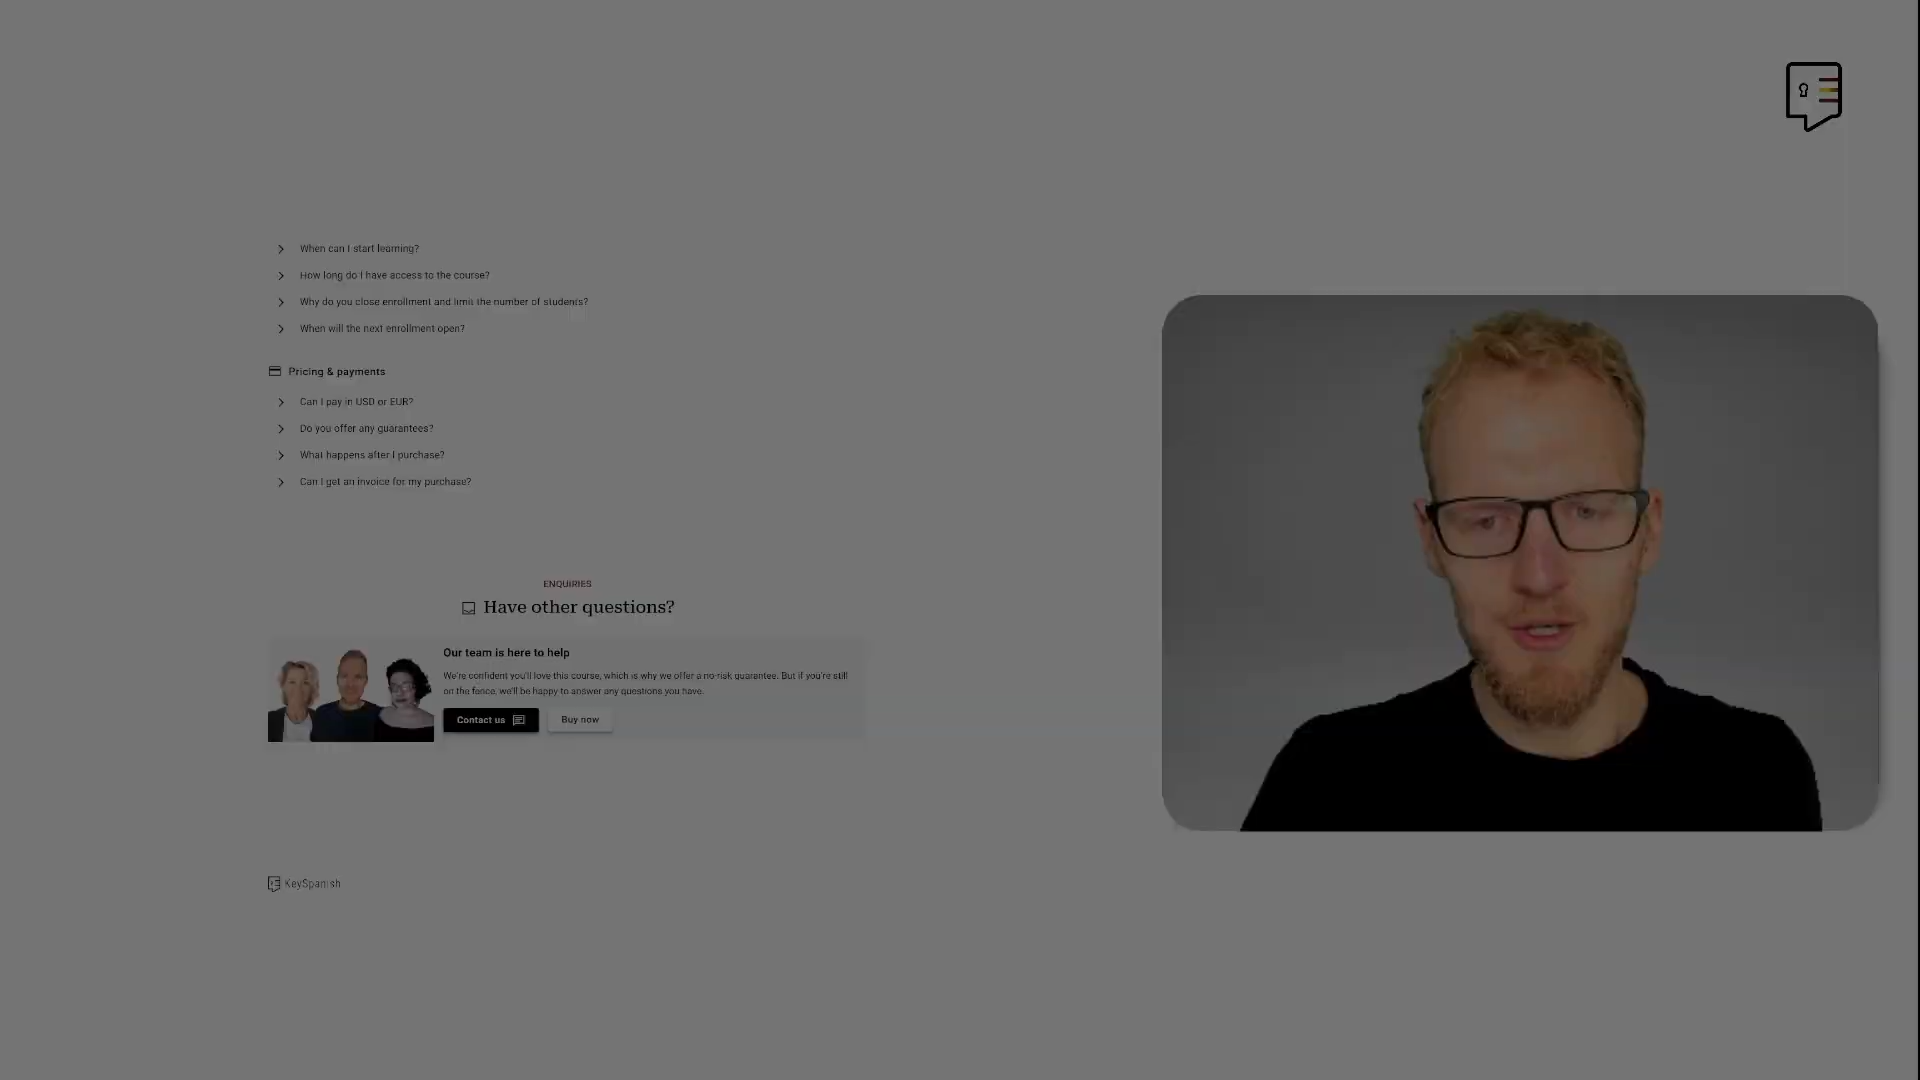 When can I start learning?
How long do I have access to the course?
Why do you close enrollment and limit the number of students?
When will the next enrollment open?
Pricing & payments
Can I pay in USD or EUR?
Do you offer any guarantees?
What happens after I purchase?
Can I get an invoice for my purchase?
ENQUIRIES
Have other questions?
Our team is here to help
We're confident you'll love this course, which is why we offer a no-risk guarantee. But if you're still
on the fence, we'll be happy to answer any questions you have.
Contact us
Buy now
KeySpanish